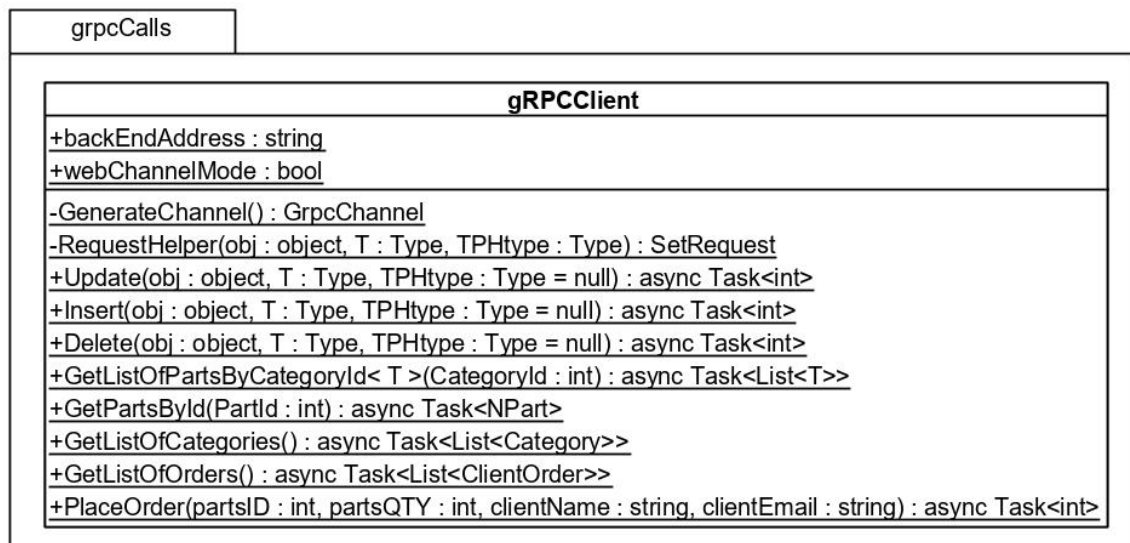 grpcCalls
gRPCClient
+backEndAddress : string
+webChannelMode : bool
-GenerateChannel() : GrpcChannel
-RequestHelper(obj : object, T : Type, TPHtype : Type) : SetRequest
+Update(obj : object, T : Type, TPHtype : Type = null) : async Task<int>
+Insert(obj : object, T : Type, TPHtype : Type = null) : async Task<int>
+Delete(obj : object, T : Type, TPHtype : Type = null) : async Task<int>
+GetListOfPartsByCategoryId< T >(CategoryId : int) : async Task<List<T>>
+GetPartsById(PartId : int) : async Task<NPart>
+GetListOfCategories() : async Task<List<Category>>
+GetListOfOrders() : async Task<List<ClientOrder>>
+PlaceOrder(partsID : int, partsQTY : int, clientName : string, clientEmail : string) : async Task<int>